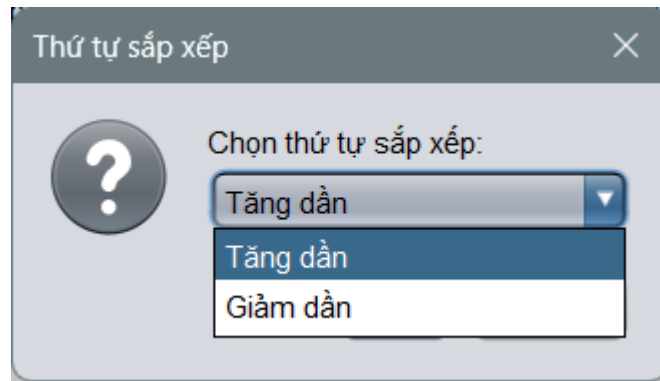 Thứ tự sắp xếp
Chọn thứ tự sắp xếp:
Tăng dần
Tăng dần
Giảm dần